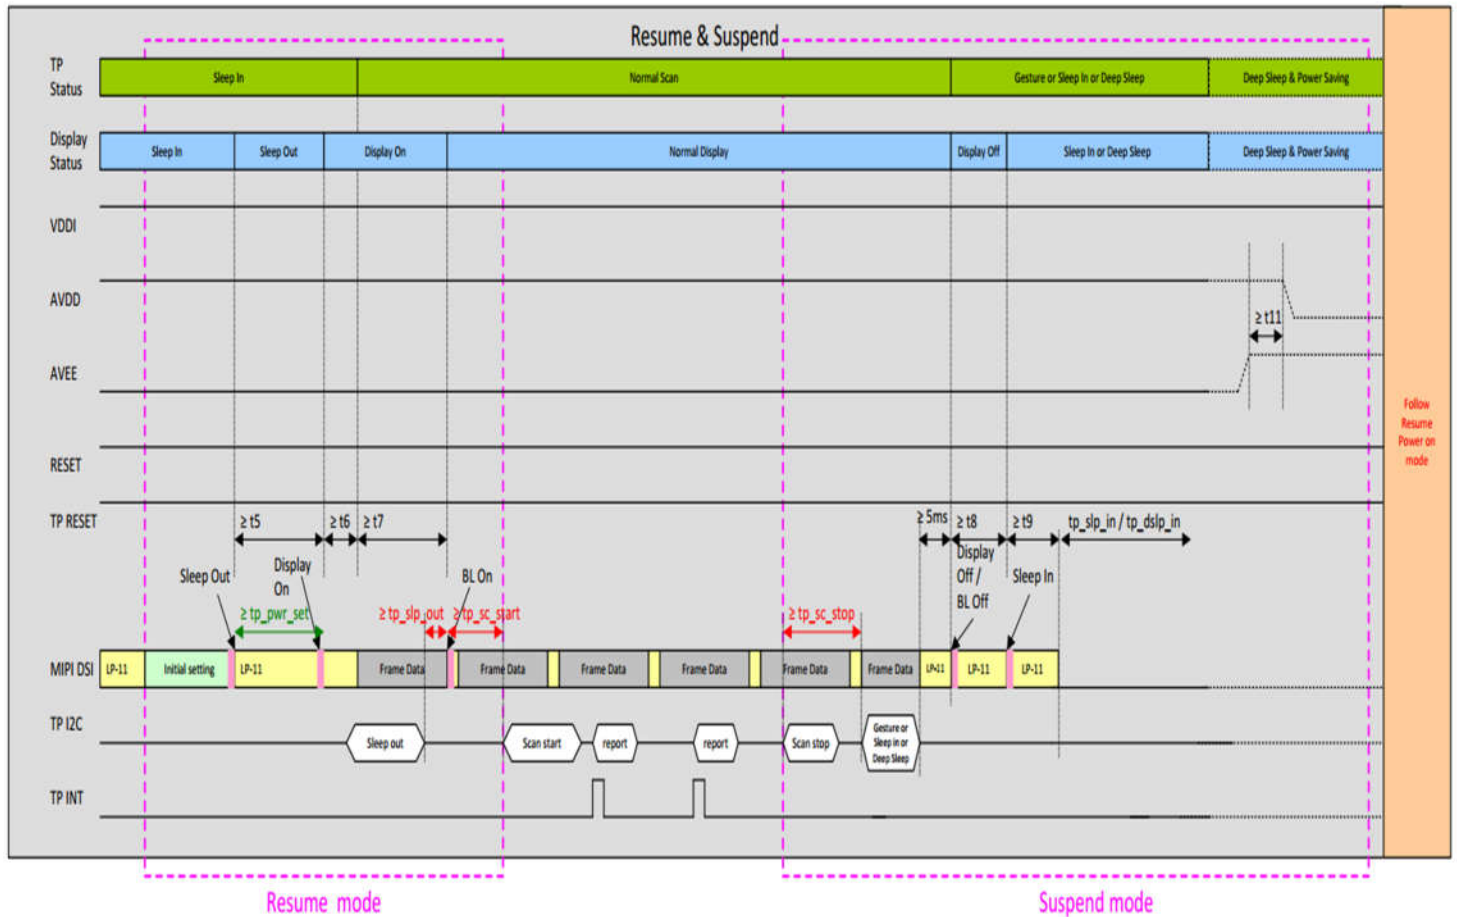 Resume & Suspend
TP
Status
Sleep In
Normal Scan
Gesture or Sleep In or Deep Sleep
Deep Sleep & Power Saving
Display
Status
Sleep In
Sleep Out
Display On
Normal Display
Display Off
Sleep In or Deep Sleep
Deep Sleep & Power Saving
VDDI
AVDD
≥ t11
AVEE
Follow
Resume
Power on
mode
RESET
TP RESET
≥ t5
≥ t6
≥ t7
≥ 5ms
≥ t8
≥ t9
tp_slp_in / tp_dslp_in
Sleep Out
Display
On
BL On
Display
Off /
BL Off
Sleep In
≥ tp_pwr_set
≥ tp_slp_out
≥ tp_sc_start
≥ tp_sc_stop
MIPI DSI
LP-11
Initial setting
LP-11
Frame Data
Frame Data
Frame Data
Frame Data
Frame Data
Frame Data
LP-11
LP-11
LP-11
TP I2C
Sleep out
Scan start
report
report
Scan stop
Gesture or
Sleep in or
Deep Sleep
TP INT
Resume mode
Suspend mode